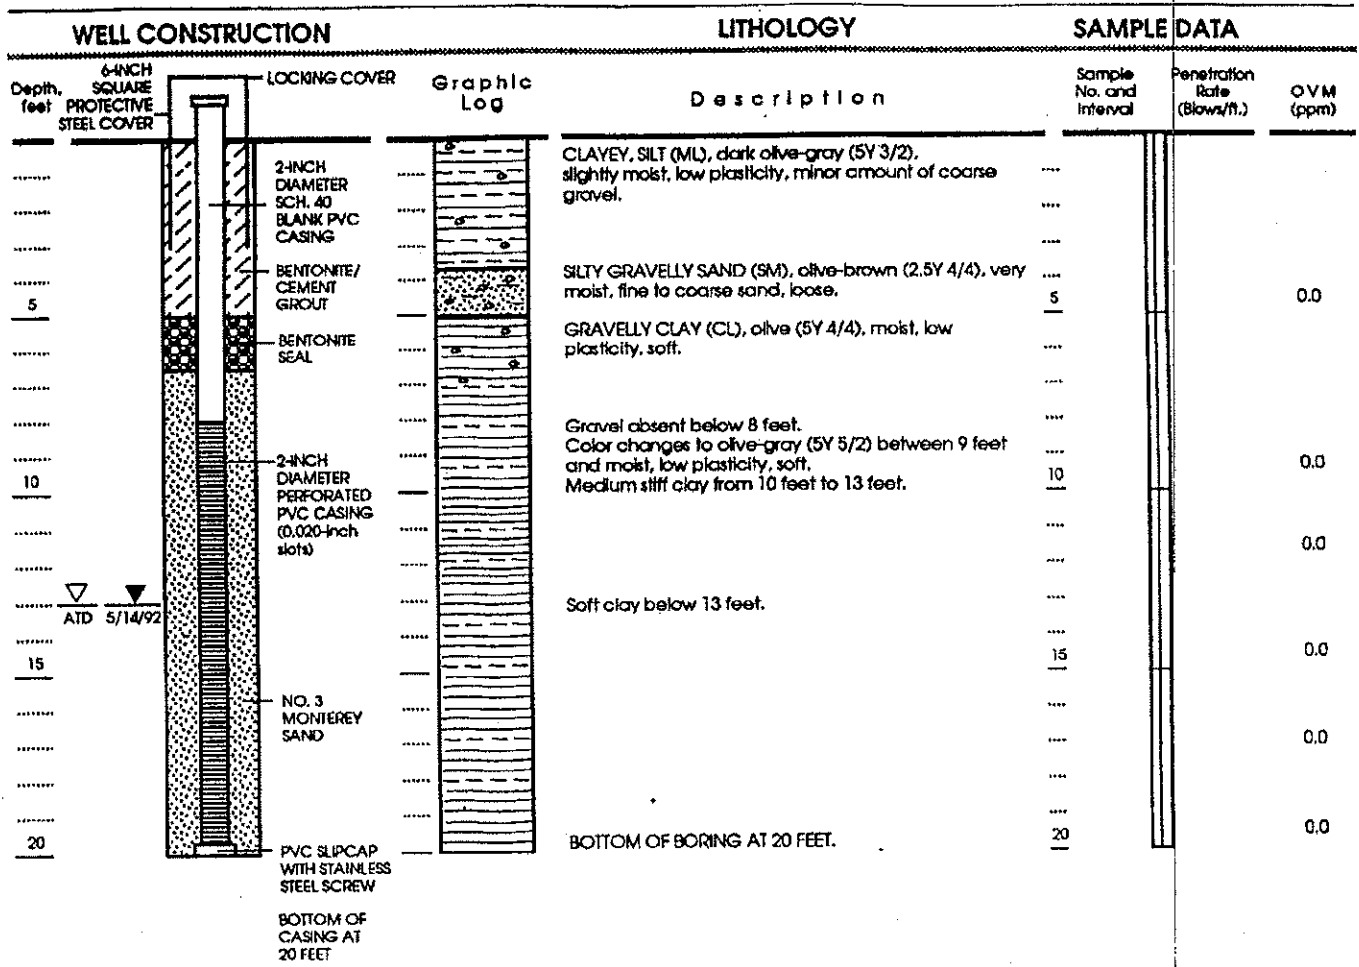 WELL CONSTRUCTION
LITHOLOGY
SAMPLE DATA
Depth,
feet
6-INCH
SQUARE
PROTECTIVE
STEEL COVER
LOCKING COVER
Graphic
Log
Description
Sample
No. and
Interval
Penetration
Rate
(Blows/ft.)
OVM
(ppm)
2-INCH
DIAMETER
SCH. 40
BLANK PVC
CASING
CLAYEY, SILT (ML), dark olive-gray (5Y 3/2),
slightly moist, low plasticity, minor amount of coarse
gravel.
BENTONITE/
CEMENT
GROUT
SILTY GRAVELLY SAND (SM), olive-brown (2.5Y 4/4), very
moist, fine to coarse sand, loose.
5
5
0.0
BENTONITE
SEAL
GRAVELLY CLAY (CL), olive (5Y 4/4), moist, low
plasticity, soft.
Gravel absent below 8 feet.
Color changes to olive-gray (5Y 5/2) between 9 feet
and moist, low plasticity, soft.
Medium stiff clay from 10 feet to 13 feet.
10
2-INCH
DIAMETER
PERFORATED
PVC CASING
(0.020-inch
slots)
10
0.0
0.0
ATD 5/14/92
Soft clay below 13 feet.
15
15
0.0
NO. 3
MONTEREY
SAND
0.0
20
BOTTOM OF BORING AT 20 FEET.
20
0.0
PVC SLIPCAP
WITH STAINLESS
STEEL SCREW
BOTTOM OF
CASING AT
20 FEET